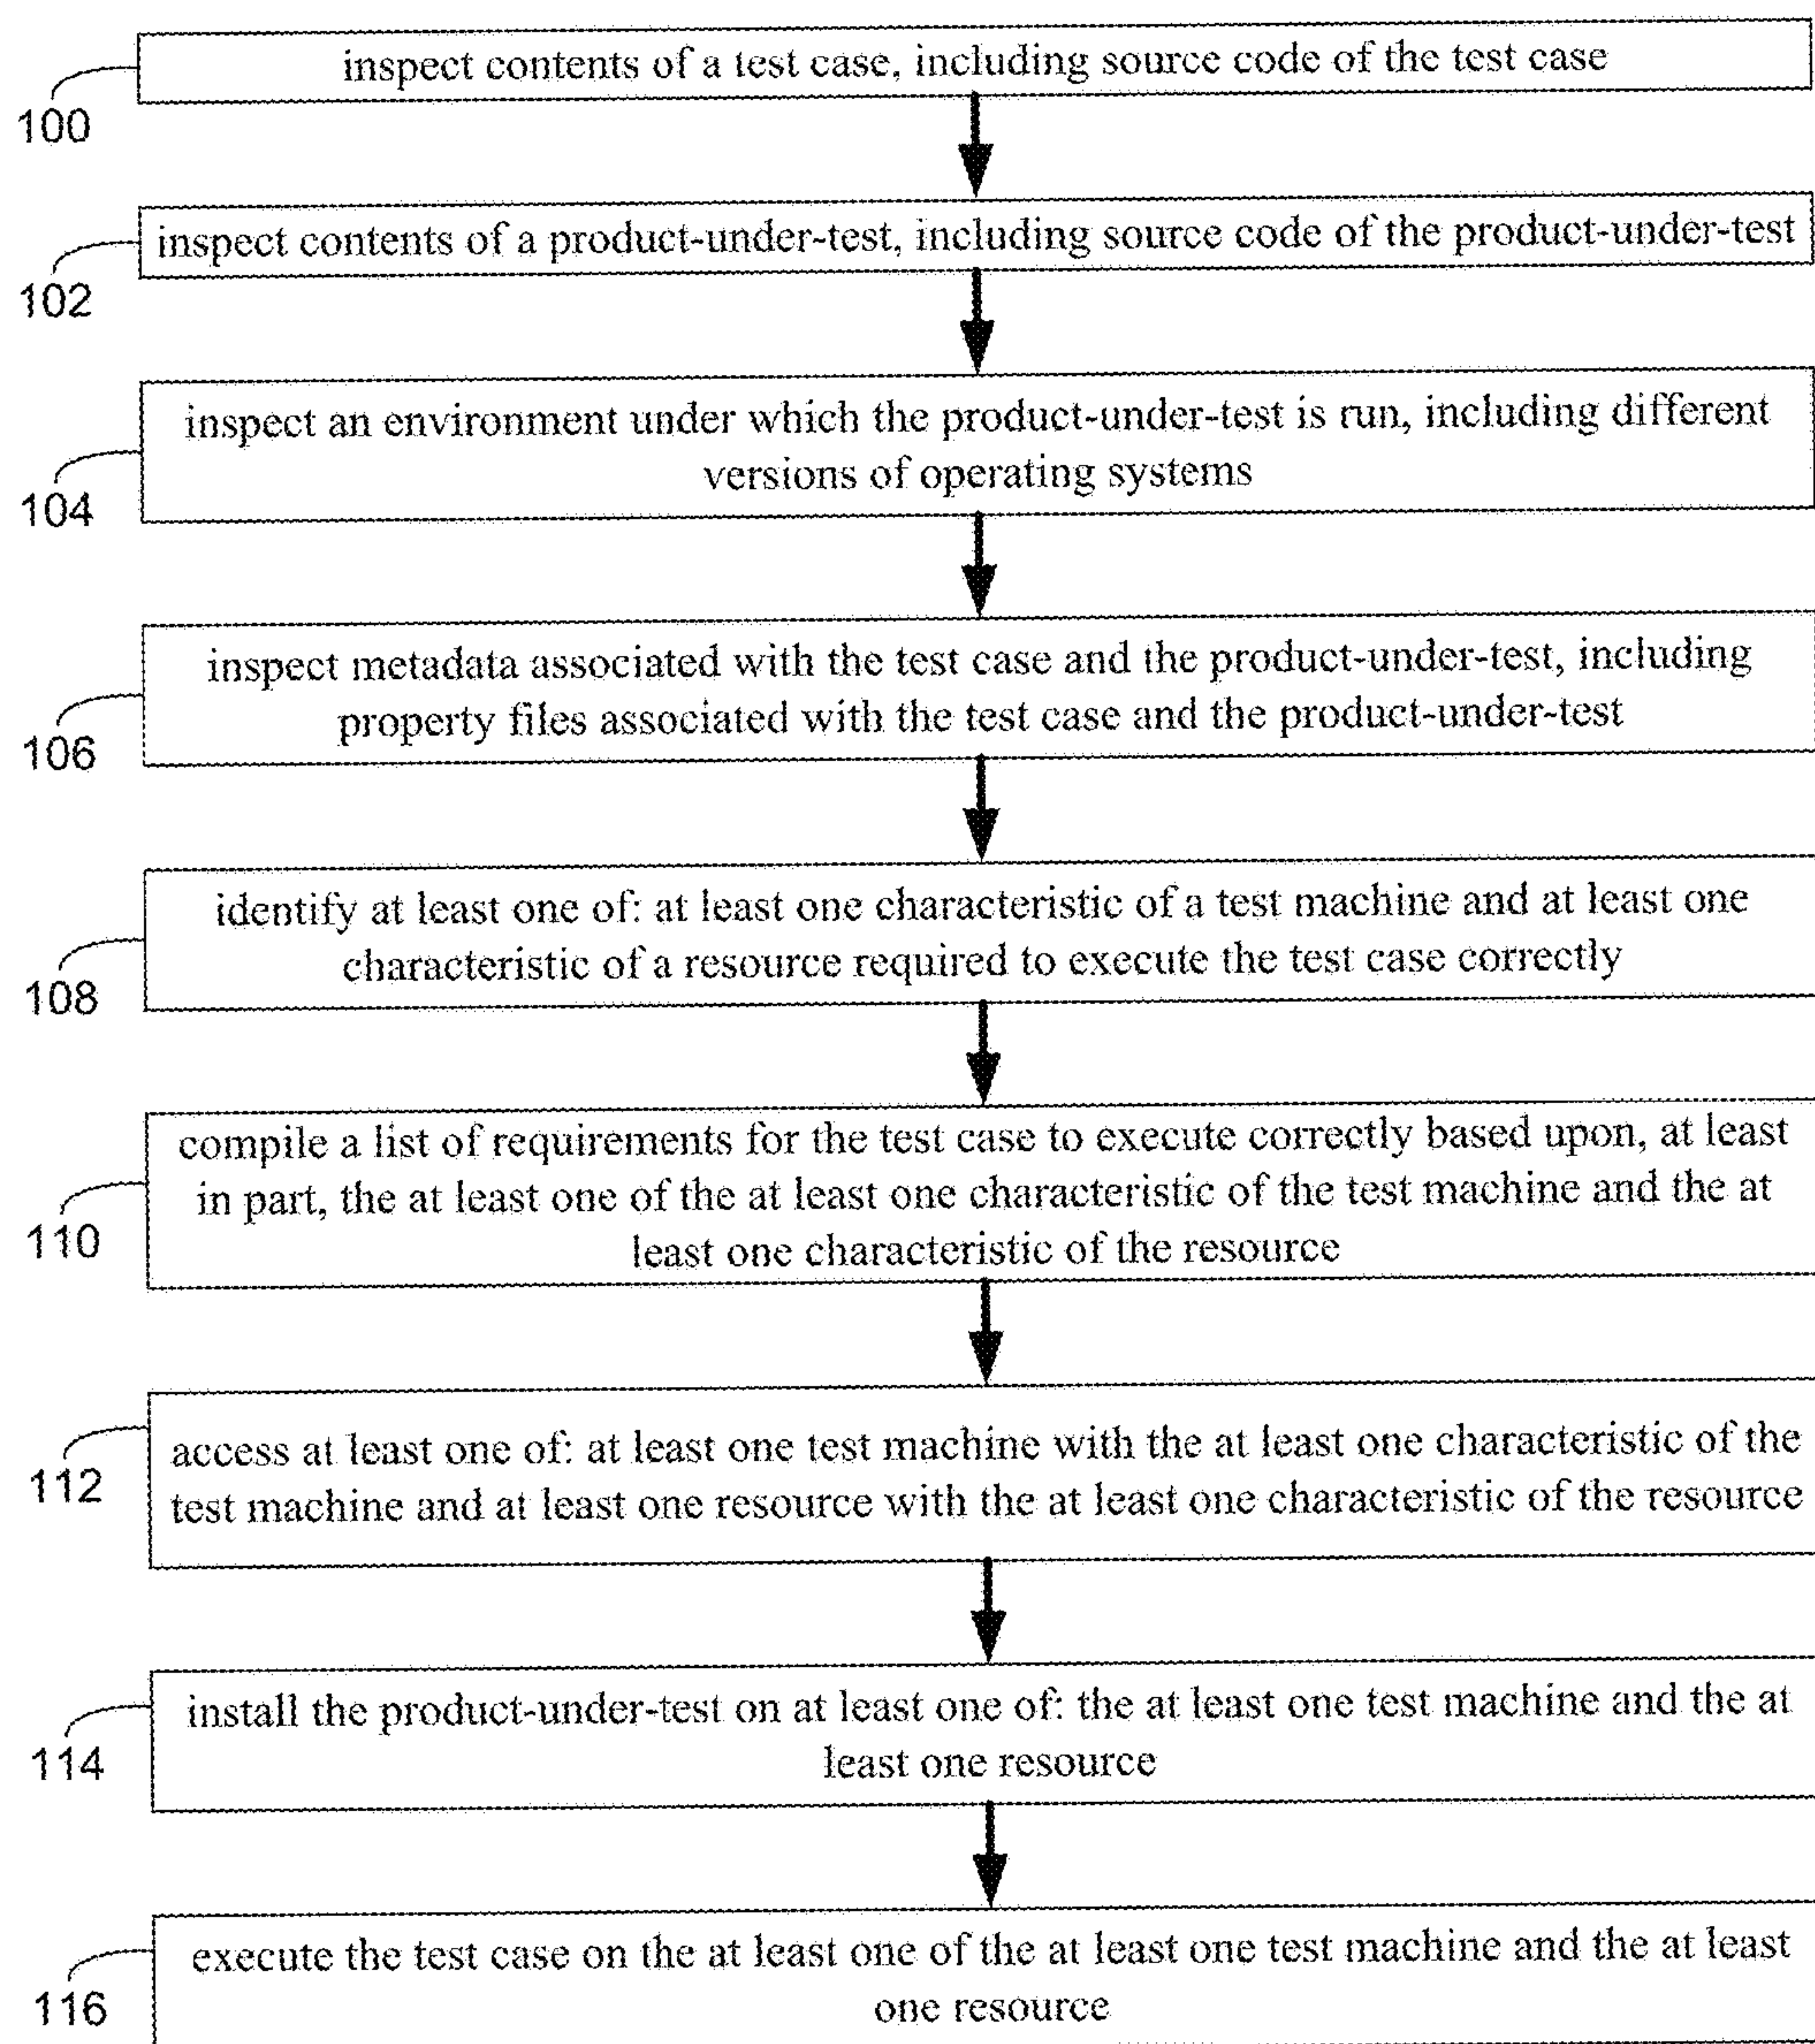 inspect contents of a test case, including source code of the test case
100
inspect contents of a product-under-test, including source code of the product-under-test
102
inspect an environment under which the product-under-test is run, including different
versions of operating systems
104
inspect metadata associated with the test case and the product-under-test, including
property files associated with the test case and the product-under-test
106
identify at least one of: at least one characteristic of a test machine and at least one
characteristic of a resource required to execute the test case correctly
108
compile a list of requirements for the test case to execute correctly based upon, at least
in part, the at least one of the at least one characteristic of the test machine and the at
least one characteristic of the resource
110
access at least one of: at least one test machine with the at least one characteristic of the
test machine and at least one resource with the at least one characteristic of the resource
112
install the product-under-test on at least one of: the at least one test machine and the at
least one resource
114
execute the test case on the at least one of the at least one test machine and the at least
one resource
116